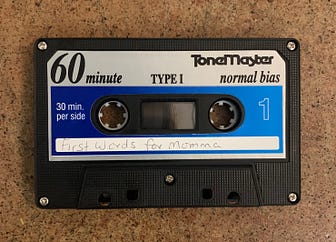 60 minute TYPE I ToneMaster normal bias
30 min.
per side
1
First Words for Momma